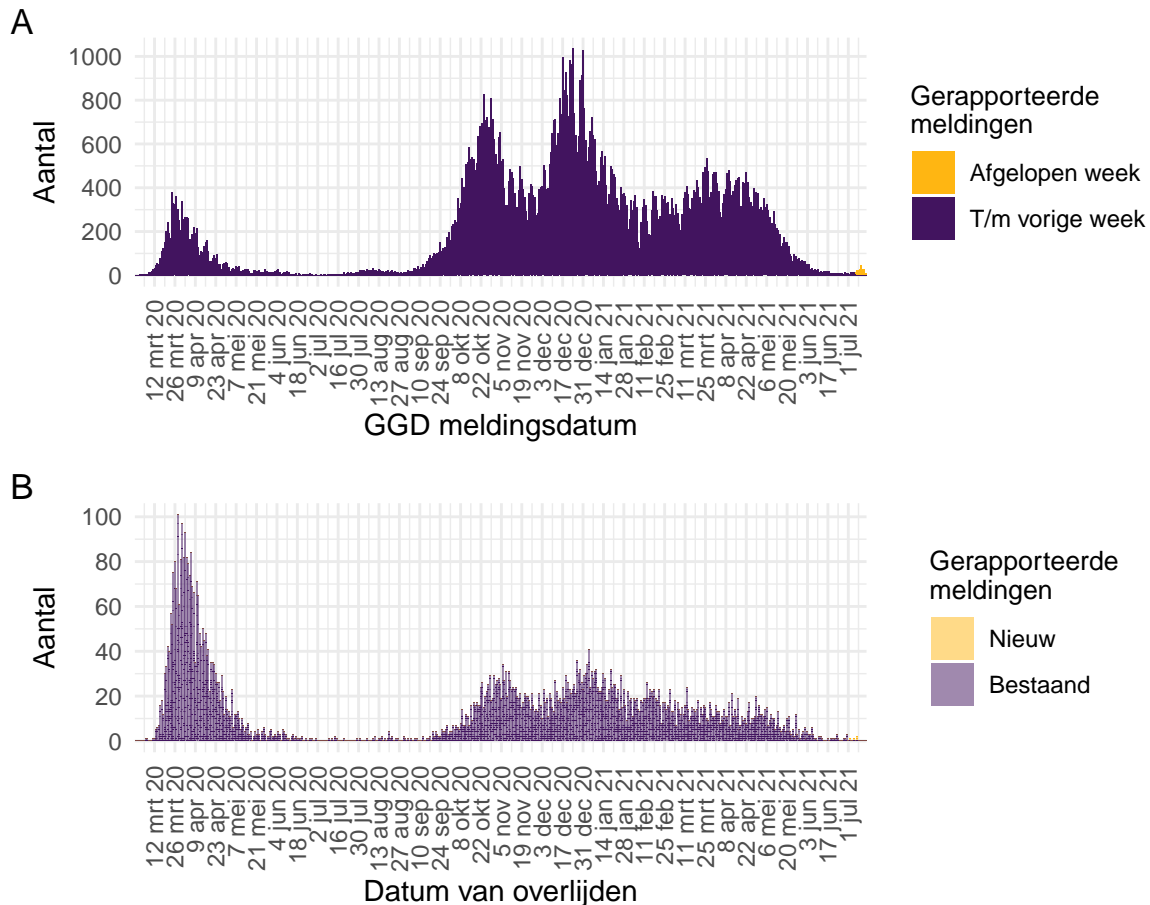 A
1000
800
600
400
200
0
Aantal
12 mrt 20
26 mrt 20
9 apr 20
23 apr 20
7 mei 20
21 mei 20
4 jun 20
18 jun 20
2 jul 20
16 jul 20
30 jul 20
13 aug 20
27 aug 20
10 sep 20
24 sep 20
8 okt 20
22 okt 20
5 nov 20
19 nov 20
3 dec 20
17 dec 20
31 dec 20
14 jan 21
28 jan 21
11 feb 21
25 feb 21
11 mrt 21
25 mrt 21
8 apr 21
22 apr 21
6 mei 21
20 mei 21
3 jun 21
17 jun 21
1 jul 21
GGD meldingsdatum
Gerapporteerde
meldingen
Afgelopen week
T/m vorige week
B
100
80
60
40
20
0
Aantal
12 mrt 20
26 mrt 20
9 apr 20
23 apr 20
7 mei 20
21 mei 20
4 jun 20
18 jun 20
2 jul 20
16 jul 20
30 jul 20
13 aug 20
27 aug 20
10 sep 20
24 sep 20
8 okt 20
22 okt 20
5 nov 20
19 nov 20
3 dec 20
17 dec 20
31 dec 20
14 jan 21
28 jan 21
11 feb 21
25 feb 21
11 mrt 21
25 mrt 21
8 apr 21
22 apr 21
6 mei 21
20 mei 21
3 jun 21
17 jun 21
1 jul 21
Datum van overlijden
Gerapporteerde
meldingen
Nieuw
Bestaand